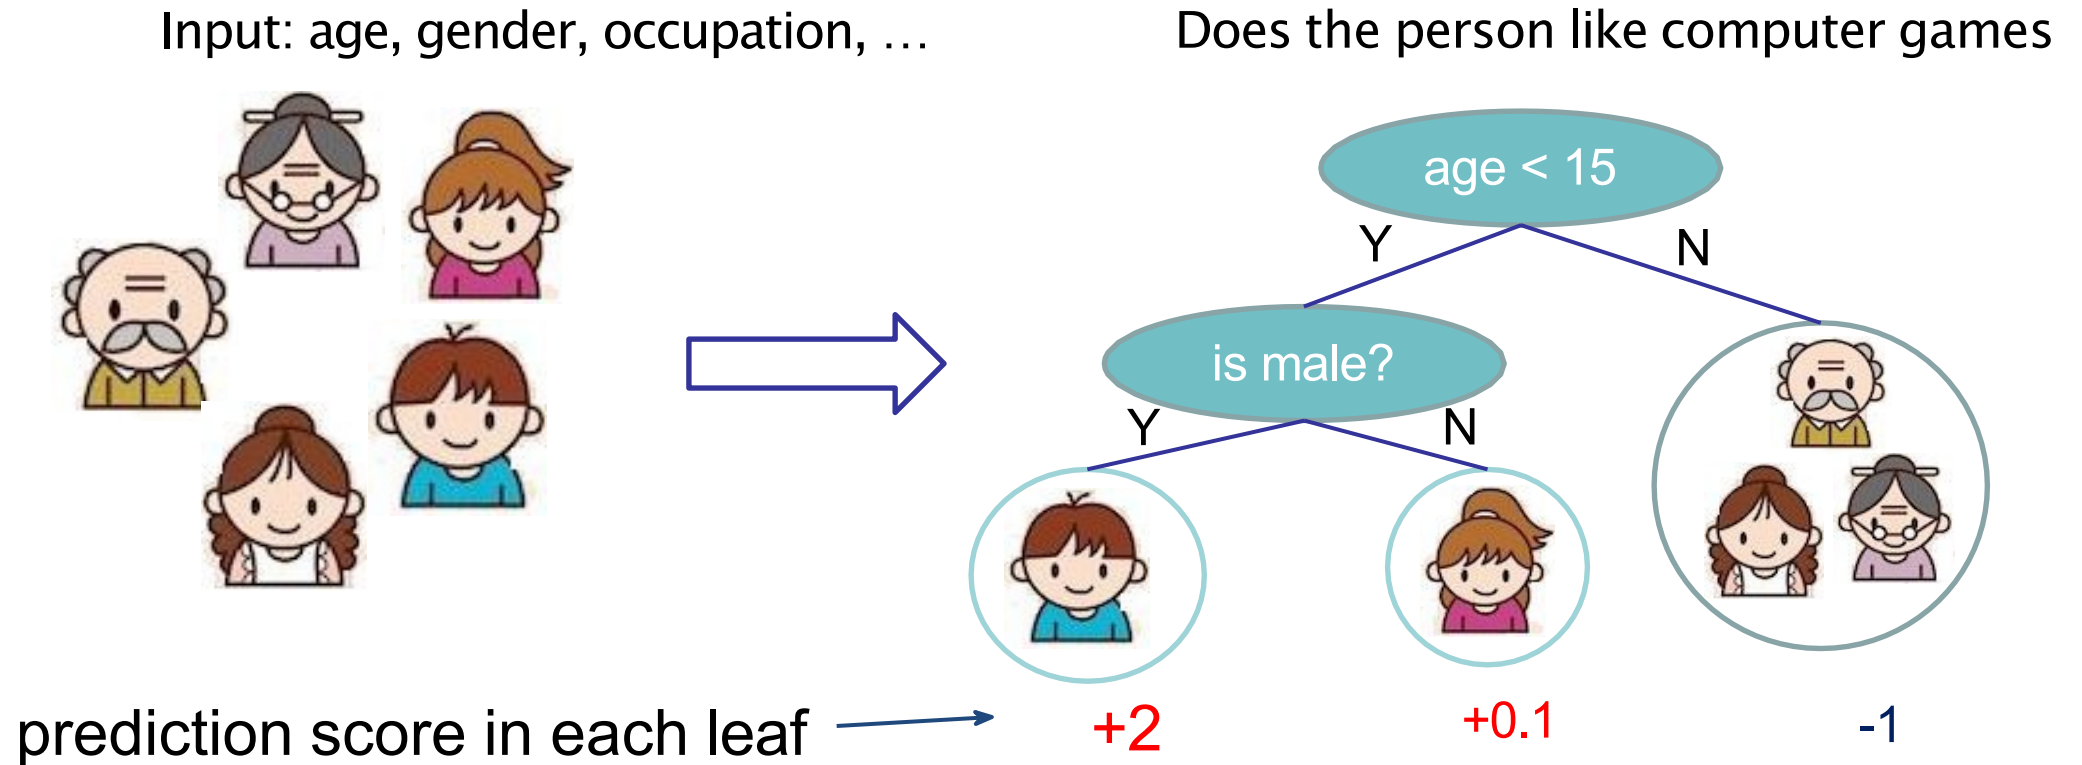 Input: age, gender, occupation, …
Does the person like computer games
age < 15
Y
N
is male?
Y
N
prediction score in each leaf
+2
+0.1
-1